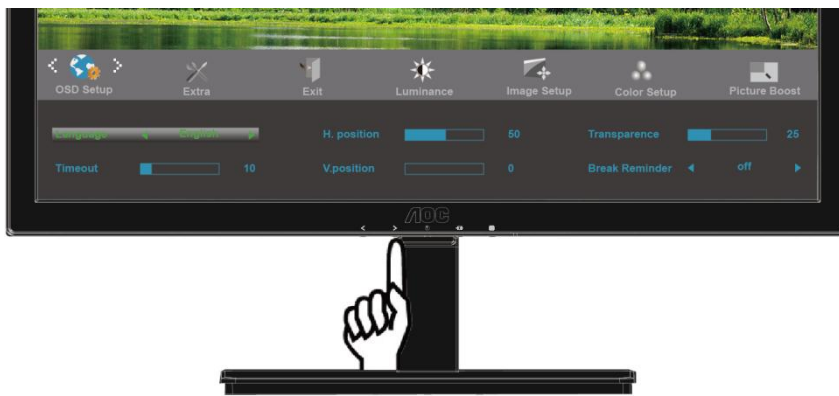 OSD Setup Extra Exit Luminance Image Setup Color Setup Picture Boost
Language English H. position 50 Transparence 25
Timeout 10 V.position 0 Break Reminder off
AOC